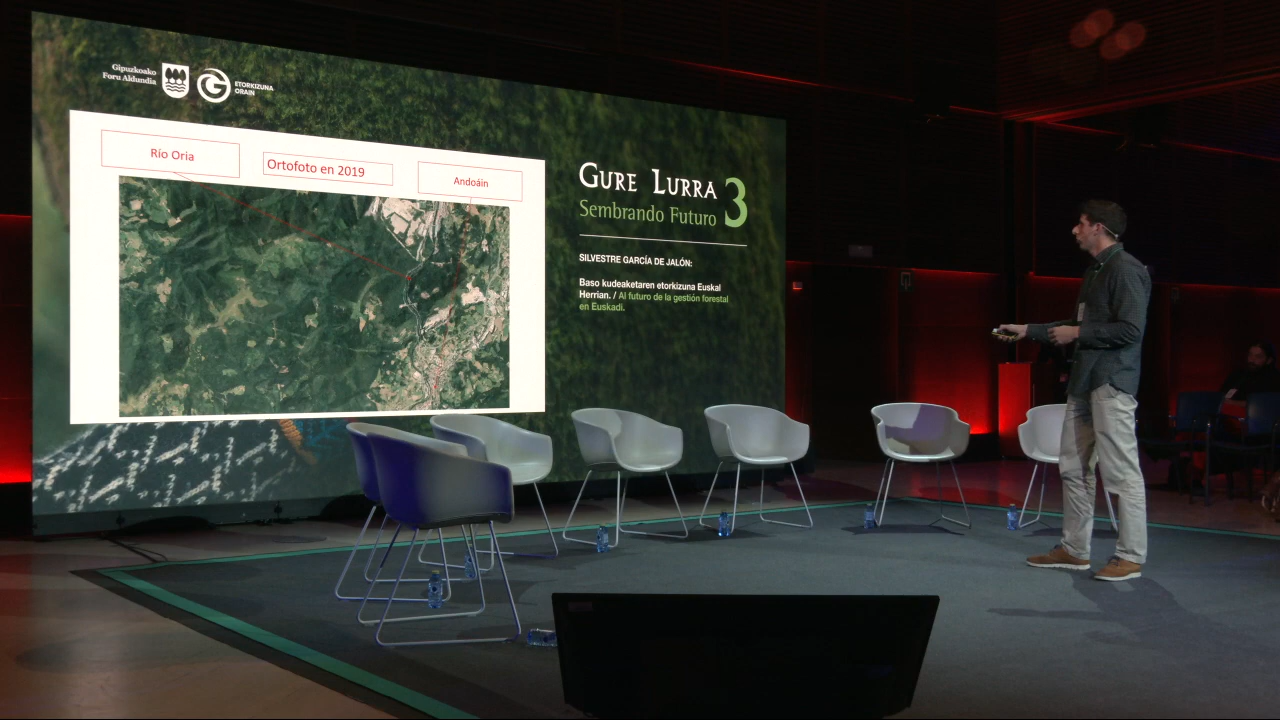 Gipuzkoako
Foru Aldundia
G
ETORKIZUNA
ORAIN
Río Oria
Ortofoto en 2019
Andoáin
GURE LURRA 3
Sembrando Futuro
SILVESTRE GARCÍA DE JALÓN:
Baso kudeaketaren etorkizuna Euskal
Herrian. / Al futuro de la gestión forestal
en Euskadi.